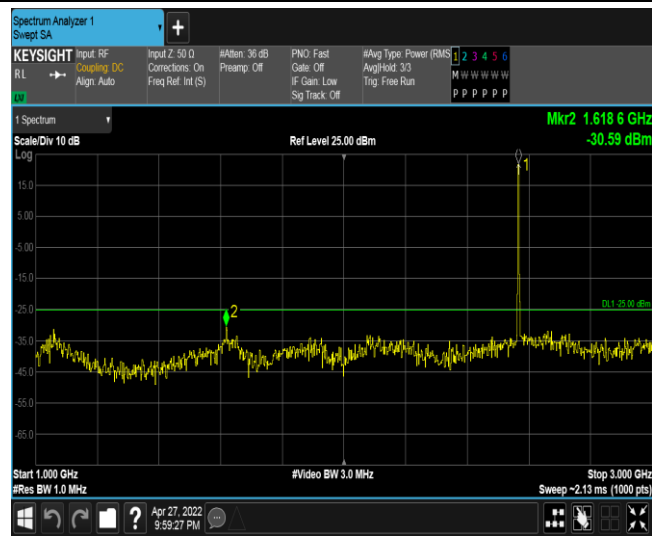 Spectrum Analyzer 1
Swept SA
+
KEYSIGHT
RL
Input: RF
Coupling: DC
Align: Auto
Input Z: 50 Ω
Corrections: On
Freq Ref: Int (S)
#Atten: 36 dB
Preamp: Off
PNO: Fast
Gate: Off
IF Gain: Low
Sig Track: Off
#Avg Type: Power (RMS
Avg|Hold: 3/3
Trig: Free Run
1 2 3 4 5 6
M W W W W W
P P P P P P
1 Spectrum
Mkr2 1.618 6 GHz
Scale/Div 10 dB
Ref Level 25.00 dBm
-30.59 dBm
Log
1
15.0
5.00
-5.00
-15.0
-25.0
2
DL1 -25.00 dBm
-35.0
-45.0
-55.0
-65.0
Start 1.000 GHz
#Video BW 3.0 MHz
Stop 3.000 GHz
#Res BW 1.0 MHz
Sweep ~2.13 ms (1000 pts)
?
Apr 27, 2022
9:59:27 PM